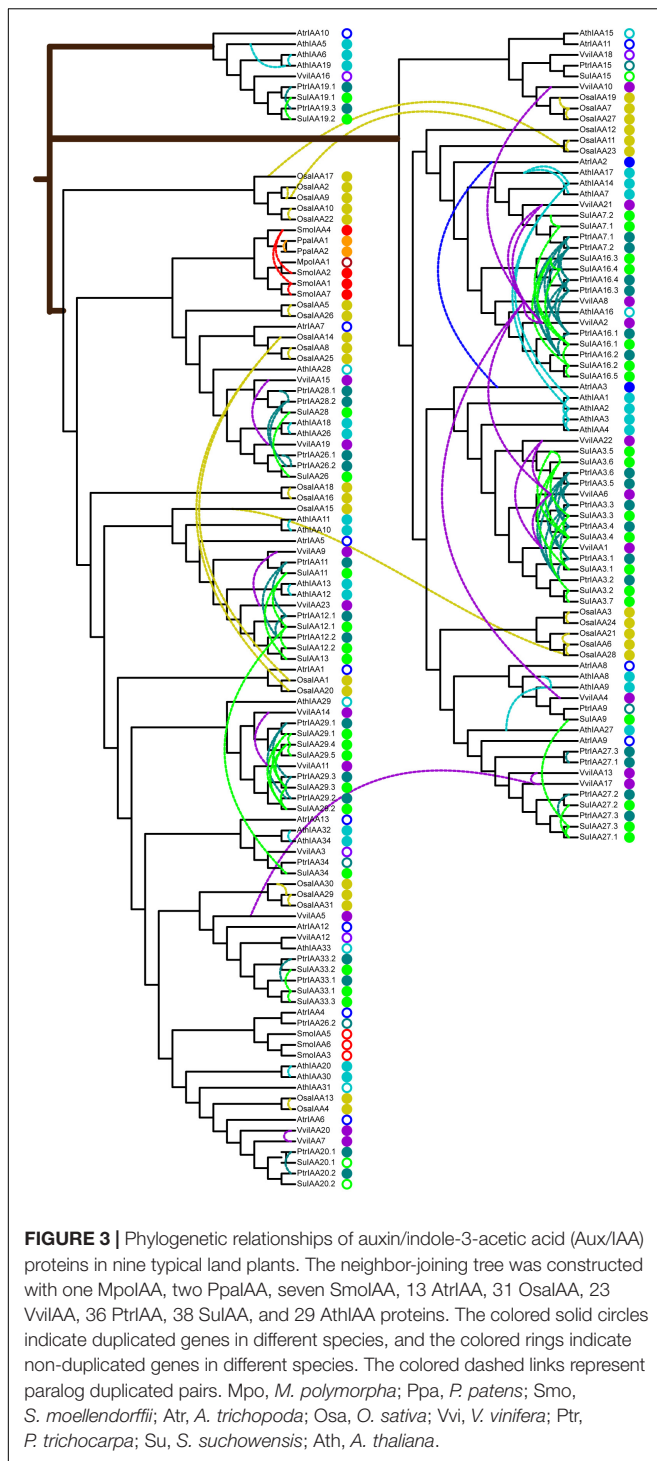 AtrIAA10
AthIAA5
AthIAA6
AthIAA19
VviIAA16
PtrIAA19.1
SuIAA19.1
PtrIAA19.3
SuIAA19.2
OsaIAA17
OsaIAA2
OsaIAA9
OsaIAA10
OsaIAA22
SmoIAA4
PpaIAA1
PpaIAA2
MpoIAA1
SmoIAA2
SmoIAA1
SmoIAA7
OsaIAA5
OsaIAA26
AtrIAA7
OsaIAA14
OsaIAA8
OsaIAA25
AthIAA28
VviIAA15
PtrIAA28.1
PtrIAA28.2
SuIAA28
AthIAA18
AthIAA26
VviIAA19
PtrIAA26.1
PtrIAA26.2
SuIAA26
OsaIAA18
OsaIAA16
OsaIAA15
AthIAA11
AthIAA10
AtrIAA5
VviIAA9
PtrIAA11
SuIAA11
AthIAA13
AthIAA12
VviIAA23
PtrIAA12.1
SuIAA12.1
PtrIAA12.2
SuIAA12.2
SuIAA13
AtrIAA1
OsaIAA1
OsaIAA20
AthIAA29
VviIAA14
PtrIAA29.1
SuIAA29.1
SuIAA29.4
SuIAA29.5
VviIAA11
PtrIAA29.3
SuIAA29.3
PtrIAA29.2
SuIAA29.2
AtrIAA13
AthIAA32
AthIAA34
VviIAA3
PtrIAA34
SuIAA34
OsaIAA30
OsaIAA29
OsaIAA31
VviIAA5
AtrIAA12
VviIAA12
AthIAA33
PtrIAA33.2
SuIAA33.2
PtrIAA33.1
SuIAA33.1
SuIAA33.3
AtrIAA4
PtrIAA26.2
SmoIAA5
SmoIAA6
SmoIAA3
AthIAA20
AthIAA30
AthIAA31
OsaIAA13
OsaIAA4
AtrIAA6
VviIAA20
VviIAA7
PtrIAA20.1
SuIAA20.1
PtrIAA20.2
SuIAA20.2
AthIAA15
AtrIAA11
VviIAA18
PtrIAA15
SuIAA15
VviIAA10
OsaIAA19
OsaIAA7
OsaIAA27
OsaIAA12
OsaIAA11
OsaIAA23
AtrIAA2
AthIAA17
AthIAA14
AthIAA7
VviIAA21
SuIAA7.2
SuIAA7.1
PtrIAA7.1
PtrIAA7.2
SuIAA16.3
SuIAA16.4
PtrIAA16.4
PtrIAA16.3
VviIAA8
AthIAA16
VviIAA2
PtrIAA16.1
SuIAA16.1
PtrIAA16.2
SuIAA16.2
SuIAA16.5
AtrIAA3
AthIAA1
AthIAA2
AthIAA3
AthIAA4
VviIAA22
SuIAA3.5
SuIAA3.6
PtrIAA3.6
PtrIAA3.5
VviIAA6
PtrIAA3.3
SuIAA3.3
PtrIAA3.4
SuIAA3.4
VviIAA1
PtrIAA3.1
SuIAA3.1
PtrIAA3.2
SuIAA3.2
SuIAA3.7
OsaIAA3
OsaIAA24
OsaIAA21
OsaIAA6
OsaIAA28
AtrIAA8
AthIAA8
AthIAA9
VviIAA4
PtrIAA9
SuIAA9
AthIAA27
AtrIAA9
PtrIAA27.3
PtrIAA27.1
VviIAA13
VviIAA17
PtrIAA27.2
SuIAA27.2
PtrIAA27.3
SuIAA27.3
SuIAA27.1
FIGURE 3 | Phylogenetic relationships of auxin/indole-3-acetic acid (Aux/IAA)
proteins in nine typical land plants. The neighbor-joining tree was constructed
with one MpoIAA, two PpaIAA, seven SmoIAA, 13 AtrIAA, 31 OsaIAA, 23
VviIAA, 36 PtrIAA, 38 SuIAA, and 29 AthIAA proteins. The colored solid circles
indicate duplicated genes in different species, and the colored rings indicate
non-duplicated genes in different species. The colored dashed links represent
paralog duplicated pairs. Mpo, M. polymorpha; Ppa, P. patens; Smo,
S. moellendorffii; Atr, A. trichopoda; Osa, O. sativa; Vvi, V. vinifera; Ptr,
P. trichocarpa; Su, S. suchowensis; Ath, A. thaliana.